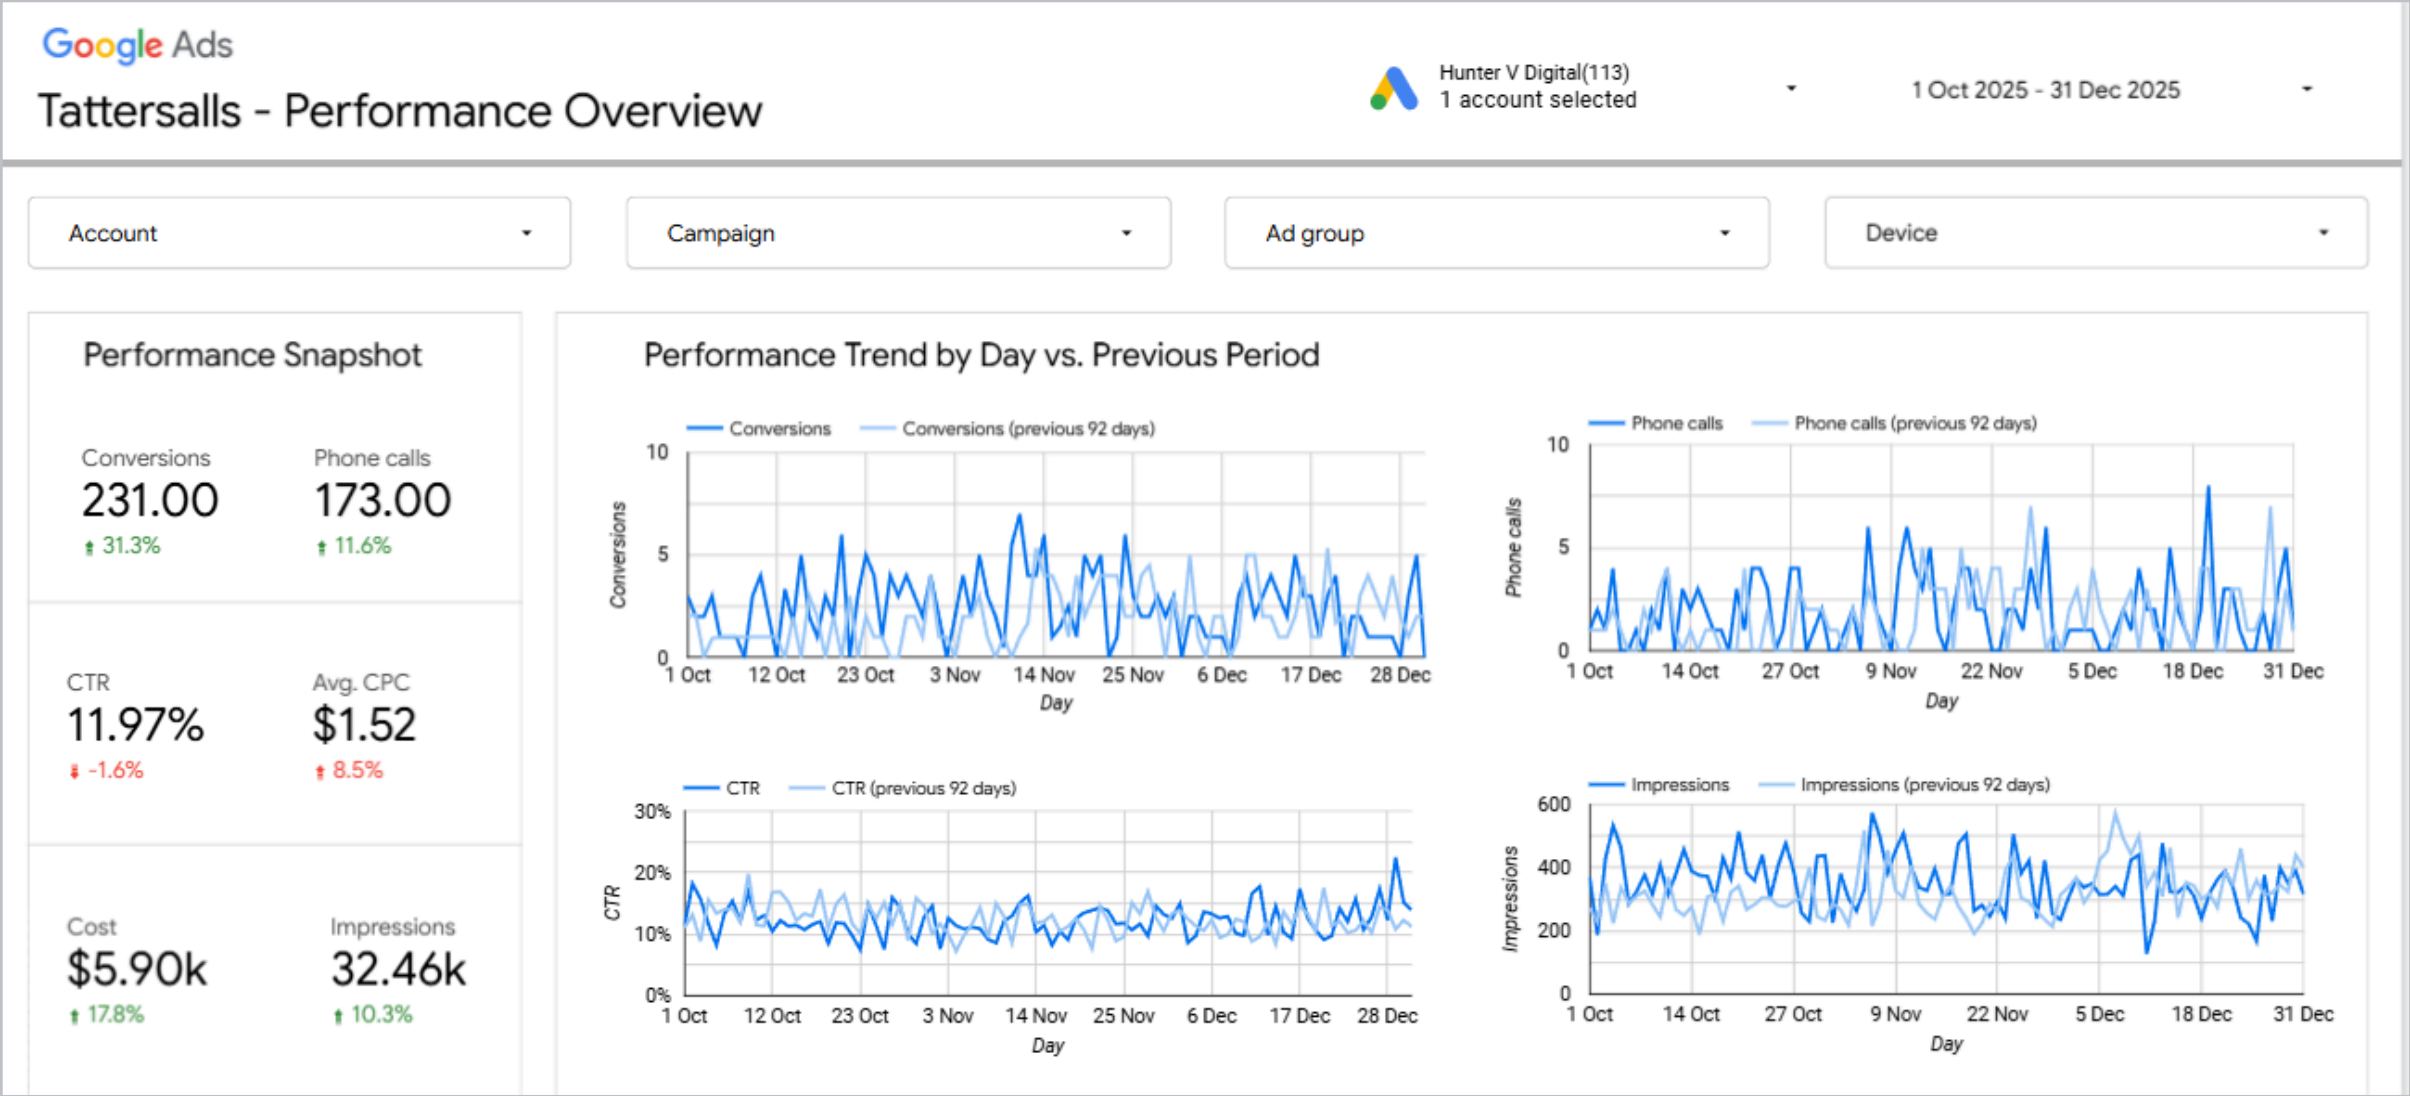 Google Ads
Tattersalls - Performance Overview
Hunter V Digital(113)
1 account selected
1 Oct 2025 - 31 Dec 2025
Account
Campaign
Ad group
Device
Performance Snapshot
Conversions
231.00
31.3%
Phone calls
173.00
11.6%
CTR
11.97%
-1.6%
Avg. CPC
$1.52
8.5%
Cost
$5.90k
17.8%
Impressions
32.46k
10.3%
Performance Trend by Day vs. Previous Period
Conversions
Conversions (previous 92 days)
10
5
0
Conversions
1 Oct 12 Oct 23 Oct 3 Nov 14 Nov 25 Nov 6 Dec 17 Dec 28 Dec
Day
Phone calls
Phone calls (previous 92 days)
10
5
0
Phone calls
1 Oct 14 Oct 27 Oct 9 Nov 22 Nov 5 Dec 18 Dec 31 Dec
Day
CTR
CTR (previous 92 days)
30%
20%
10%
0%
CTR
1 Oct 12 Oct 23 Oct 3 Nov 14 Nov 25 Nov 6 Dec 17 Dec 28 Dec
Day
Impressions
Impressions (previous 92 days)
600
400
200
0
Impressions
1 Oct 14 Oct 27 Oct 9 Nov 22 Nov 5 Dec 18 Dec 31 Dec
Day